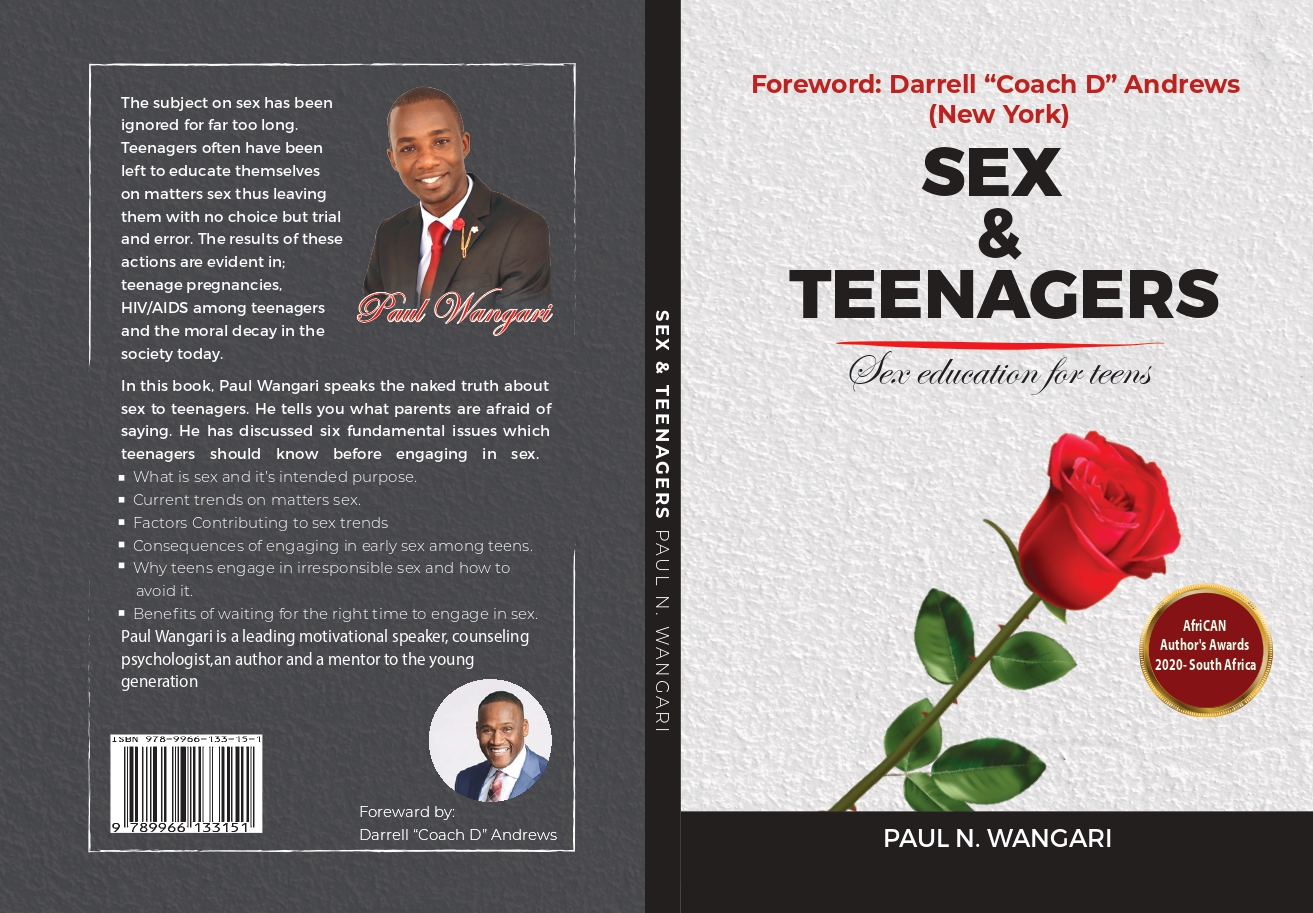 The subject on sex has been
ignored for far too long.
Teenagers often have been
left to educate themselves
on matters sex thus leaving
them with no choice but trial
and error. The results of these
actions are evident in;
teenage pregnancies,
HIV/AIDS among teenagers
and the moral decay in the
society today.
Paul Wangari
In this book, Paul Wangari speaks the naked truth about
sex to teenagers. He tells you what parents are afraid of
saying. He has discussed six fundamental issues which
teenagers should know before engaging in sex.
What is sex and it's intended purpose.
Current trends on matters sex.
Factors Contributing to sex trends
Consequences of engaging in early sex among teens.
Why teens engage in irresponsible sex and how to
avoid it.
Benefits of waiting for the right time to engage in sex.
Paul Wangari is a leading motivational speaker, counseling
psychologist,an author and a mentor to the young
generation
ISBN 978-9966-133-15-1
9 789966 133151
Foreward by:
Darrell “Coach D” Andrews
SEX & TEENAGERS PAUL N. WANGARI
Foreword: Darrell “Coach D” Andrews
(New York)
SEX
&
TEENAGERS
Sex education for teens
AfriCAN
Author's Awards
2020- South Africa
PAUL N. WANGARI